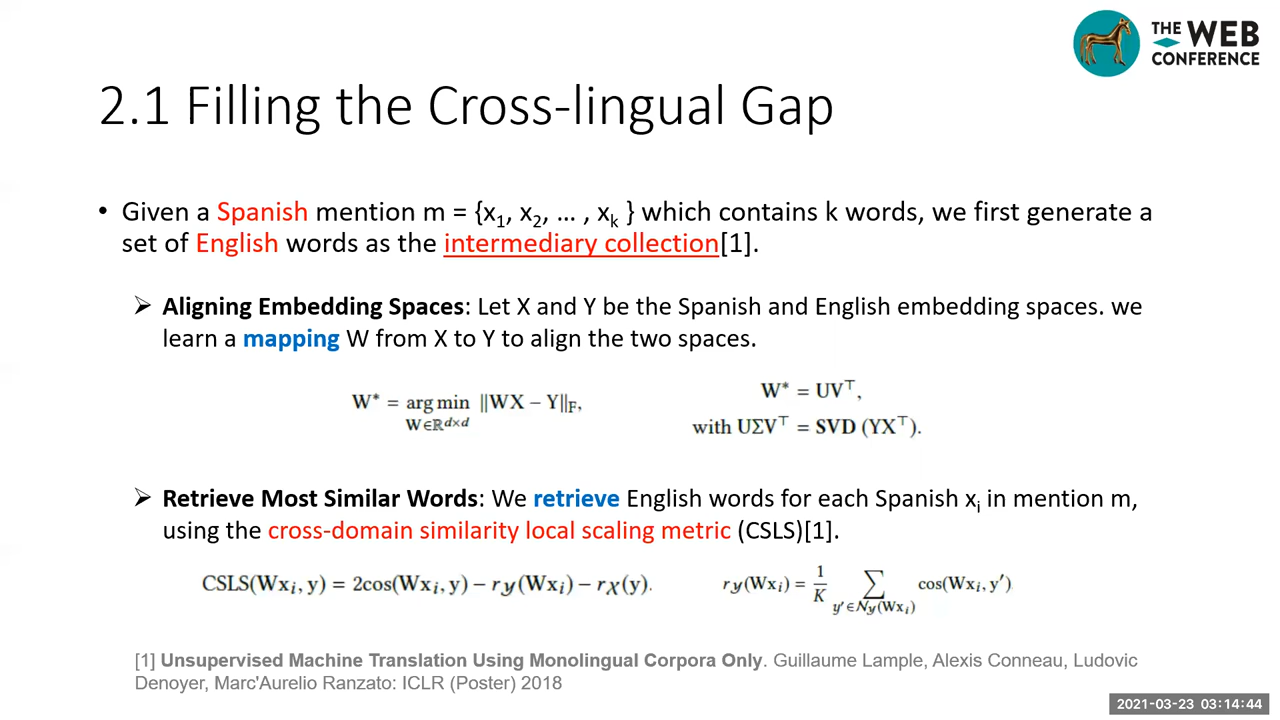 THE WEB
CONFERENCE
2.1 Filling the Cross-lingual Gap
• Given a Spanish mention m = {x₁, x₂, … , xₖ } which contains k words, we first generate a
set of English words as the intermediary collection[1].
➢ Aligning Embedding Spaces: Let X and Y be the Spanish and English embedding spaces. we
learn a mapping W from X to Y to align the two spaces.
W* = arg min ‖WX − Y‖_F,
W∈ℝ^{d×d}
W* = UV⊤,
with UΣV⊤ = SVD (YX⊤).
➢ Retrieve Most Similar Words: We retrieve English words for each Spanish xᵢ in mention m,
using the cross-domain similarity local scaling metric (CSLS)[1].
CSLS(Wxᵢ, y) = 2cos(Wxᵢ, y) − r_𝒴(Wxᵢ) − r_𝒳(y).
r_𝒴(Wxᵢ) = 1/K ∑_{y′∈𝒩_𝒴(Wxᵢ)} cos(Wxᵢ, y′)
[1] Unsupervised Machine Translation Using Monolingual Corpora Only. Guillaume Lample, Alexis Conneau, Ludovic
Denoyer, Marc'Aurelio Ranzato: ICLR (Poster) 2018
2021-03-23 03:14:44